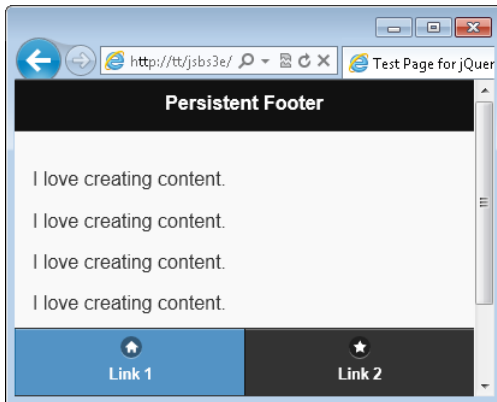 http://tt/jsbs3e/
Test Page for jQuer
Persistent Footer
I love creating content.
I love creating content.
I love creating content.
I love creating content.
Link 1
Link 2